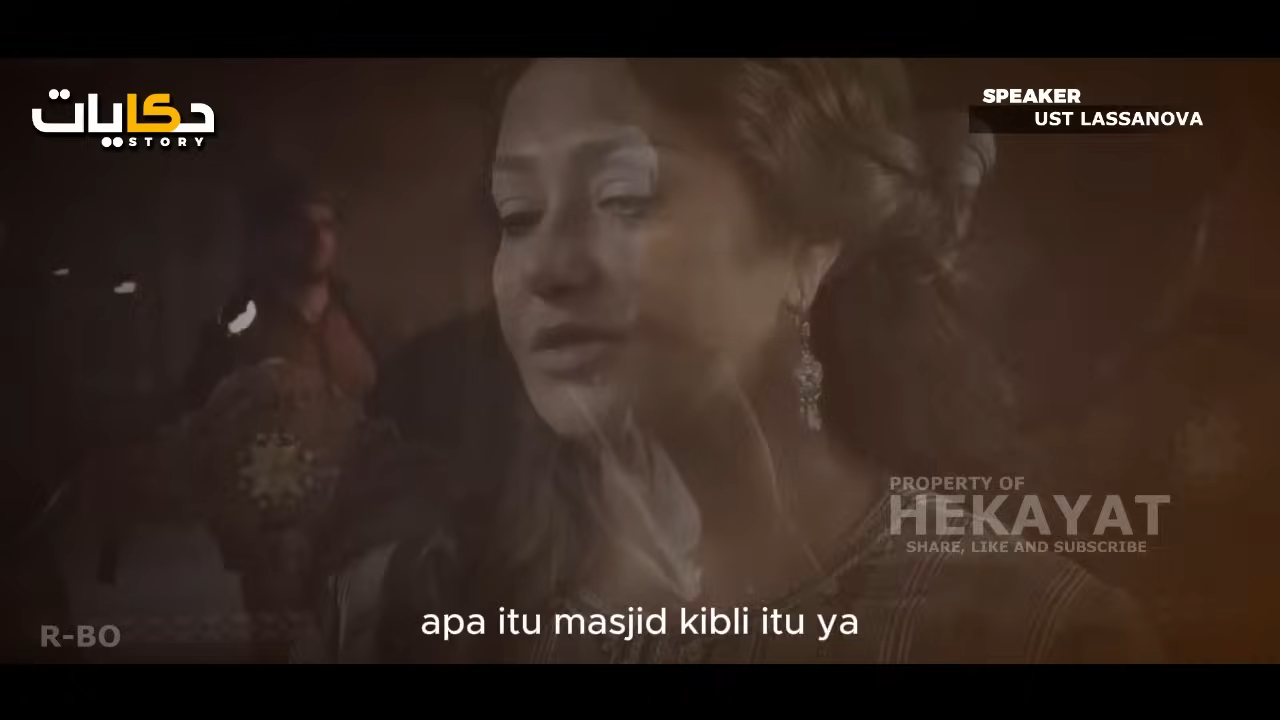 حكايات
STORY
SPEAKER
UST LASSANOVA
PROPERTY OF
HEKAYAT
SHARE, LIKE AND SUBSCRIBE
apa itu masjid kibli itu ya
R-BO